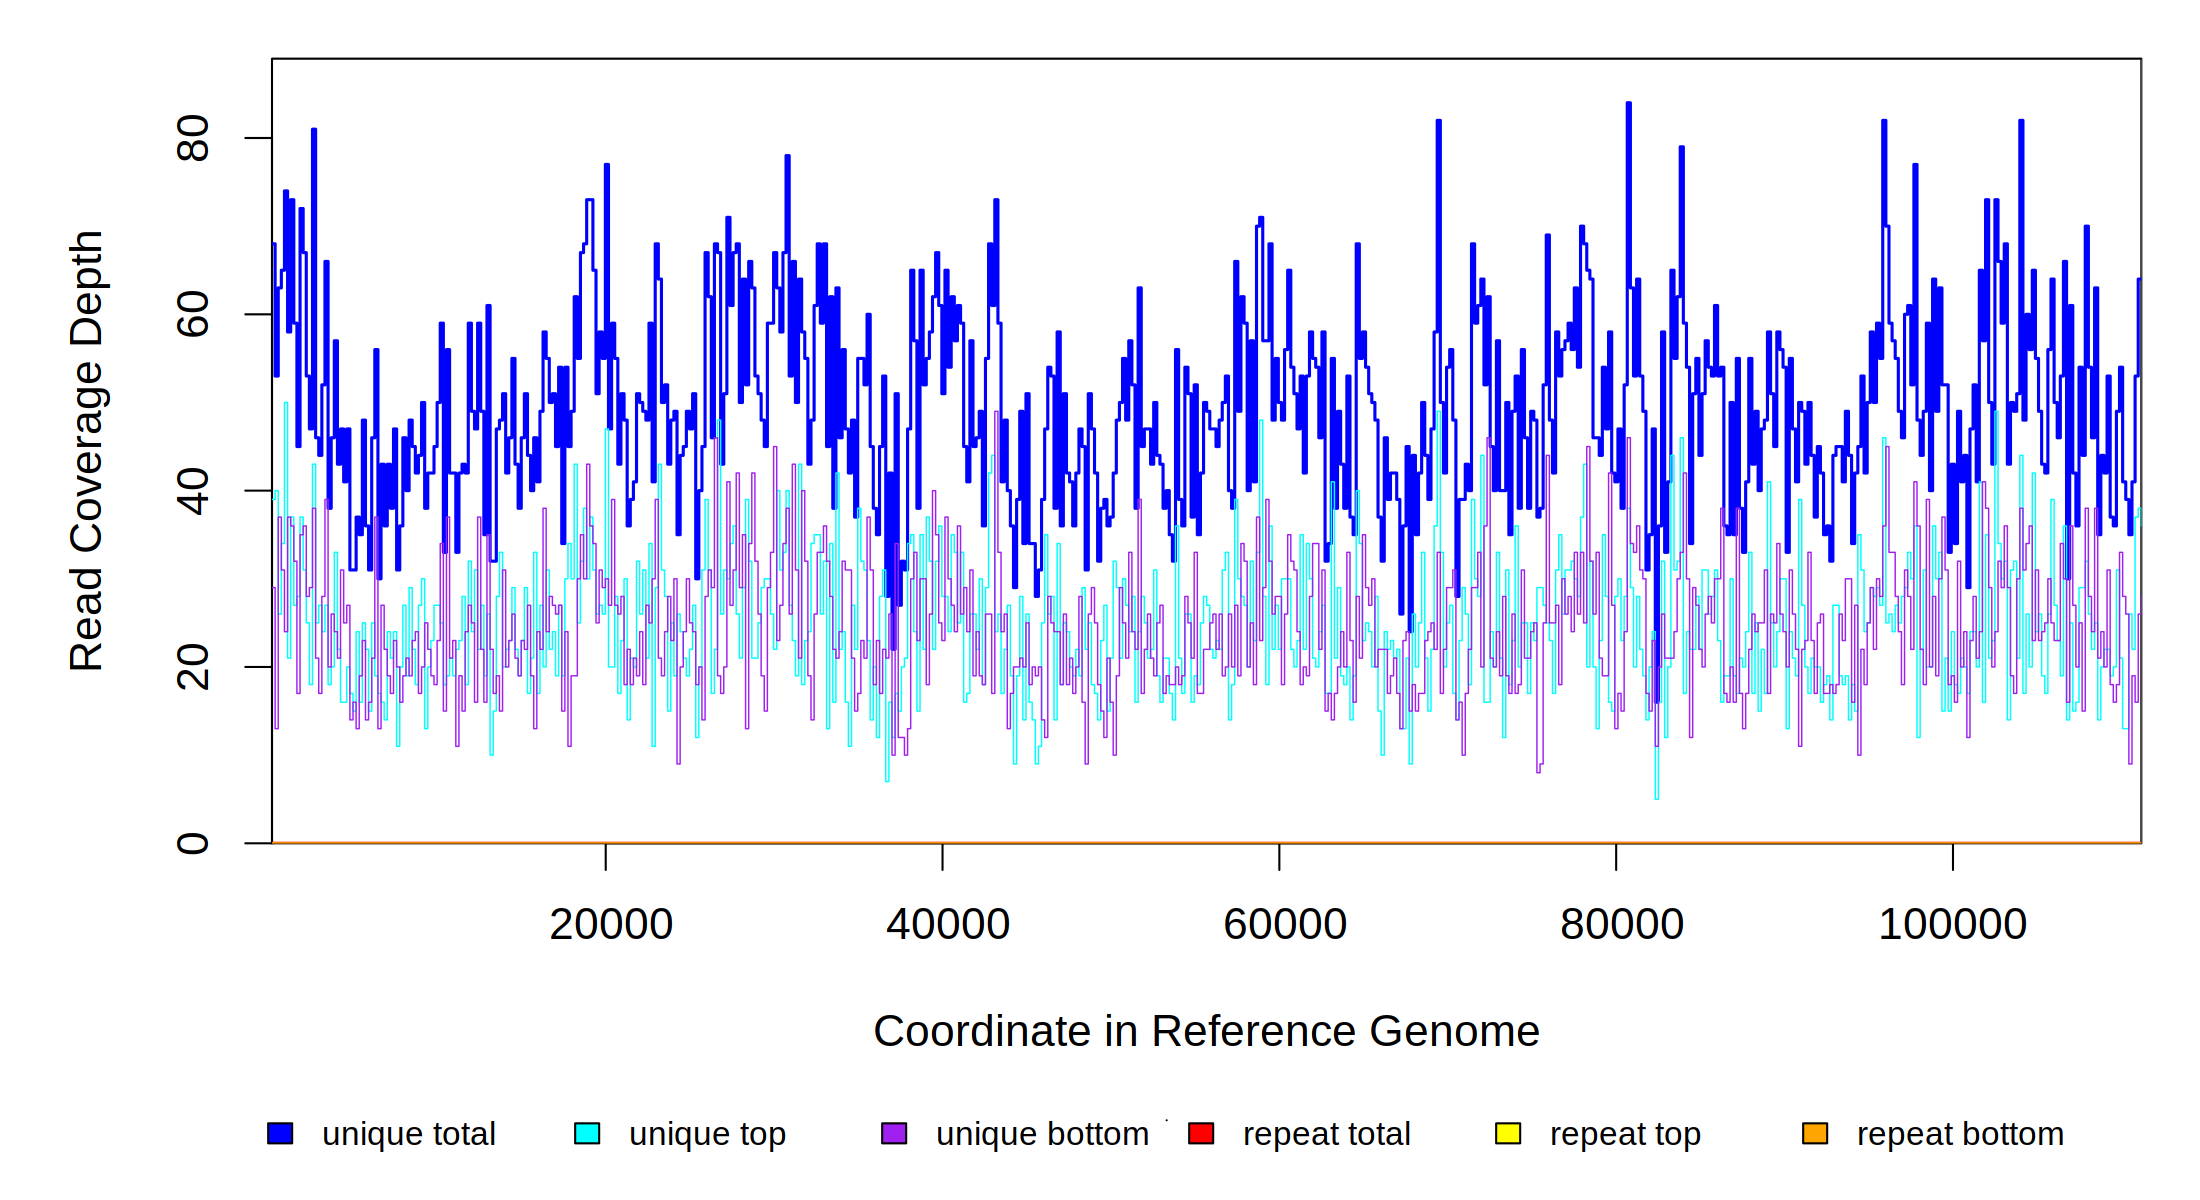 Read Coverage Depth
80
60
40
20
0
20000 40000 60000 80000 100000
Coordinate in Reference Genome
unique total unique top unique bottom repeat total repeat top repeat bottom